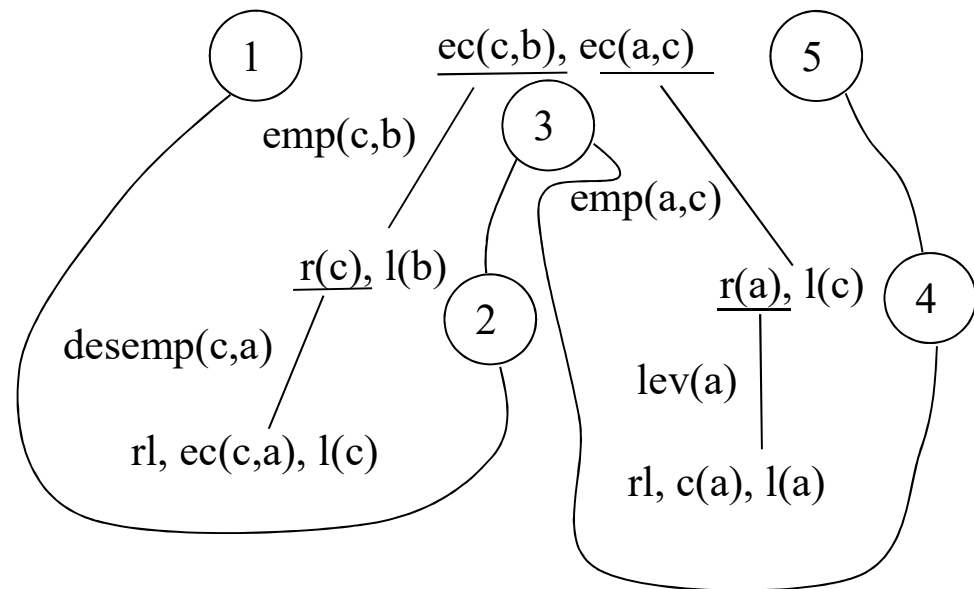 1
ec(c,b), ec(a,c)
5
emp(c,b)
3
emp(a,c)
r(c), l(b)
r(a), l(c)
2
4
desemp(c,a)
lev(a)
rl, ec(c,a), l(c)
rl, c(a), l(a)